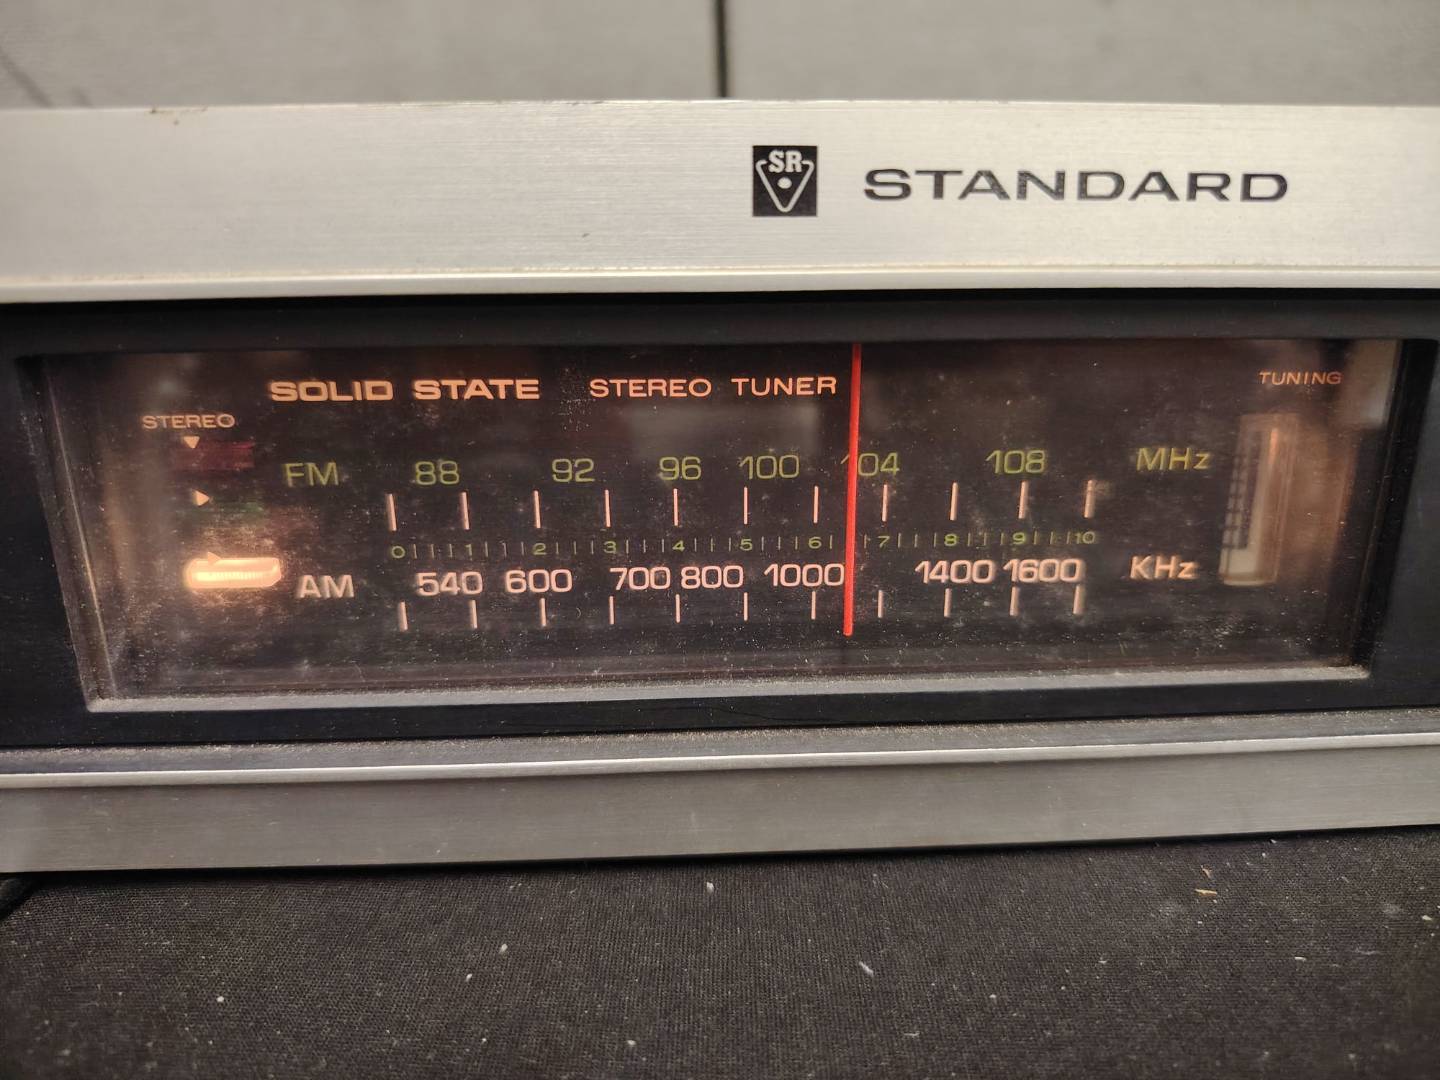 SR STANDARD
SOLID STATE STEREO TUNER
TUNING
STEREO
FM 88 92 96 100 104 108 MHz
0 1 2 3 4 5 6 7 8 9 10
AM 540 600 700 800 1000 1400 1600 KHz